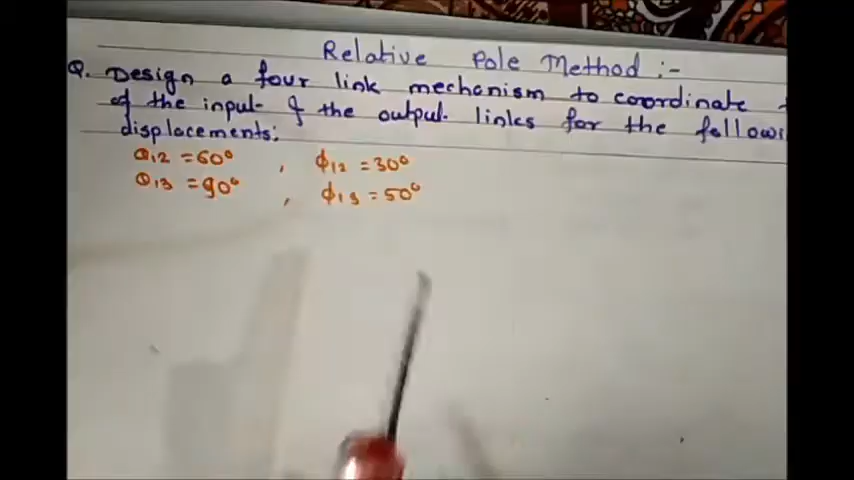 Relative Pole Method :-
Q. Design a four link mechanism to coordinate
of the input & the output links for the
displacements:
θ12 = 60° , φ12 = 30°
θ13 = 90° , φ13 = 50°